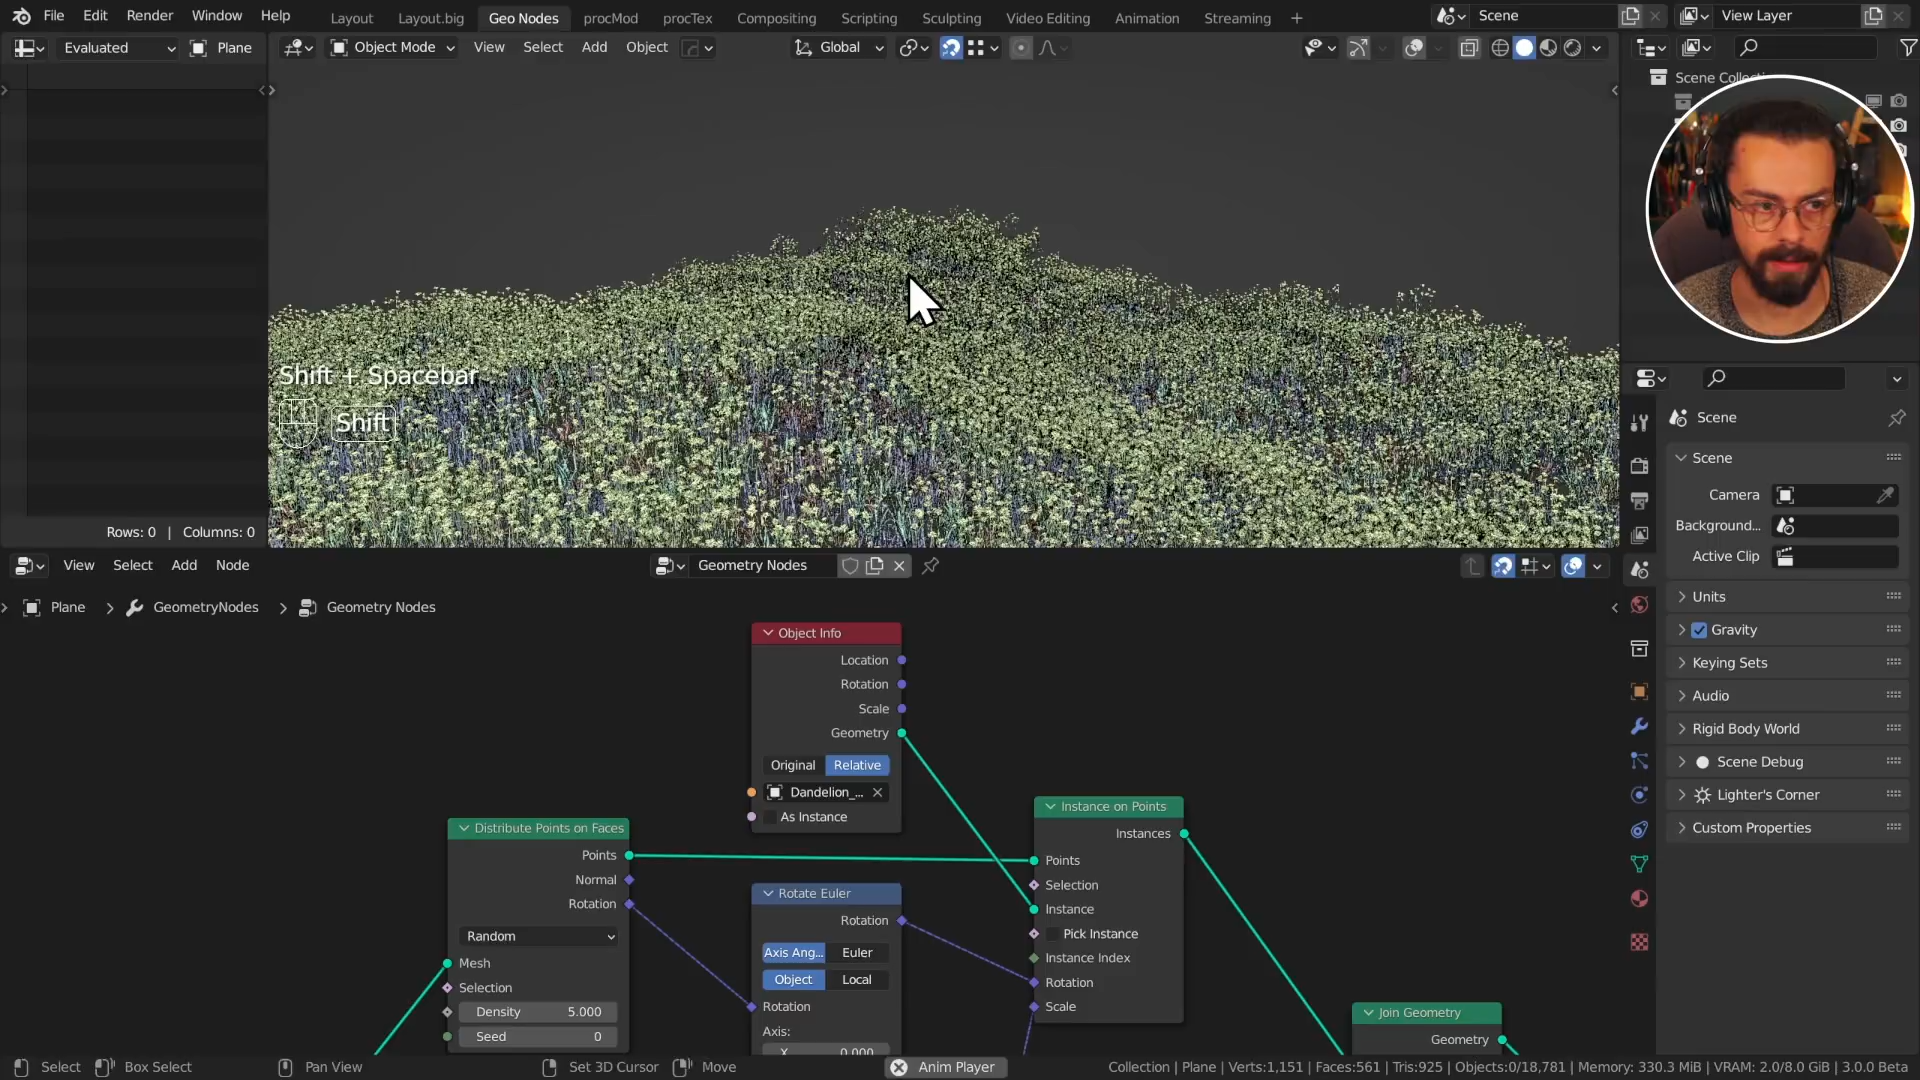 File Edit Render Window Help
Layout Layout.big Geo Nodes procMod procTex Compositing Scripting Sculpting Video Editing Animation Streaming +
Scene
View Layer
Evaluated Plane
Object Mode View Select Add Object
Global
Shift + Spacebar
Shift
Rows: 0 | Columns: 0
View Select Add Node
Geometry Nodes
Plane > GeometryNodes > Geometry Nodes
Object Info
Location
Rotation
Scale
Geometry
Original Relative
Dandelion_...
As Instance
Distribute Points on Faces
Points
Normal
Rotation
Random
Mesh
Selection
Density 5.000
Seed 0
Rotate Euler
Rotation
Axis Ang... Euler
Object Local
Rotation
Axis:
X 0.000
Instance on Points
Instances
Points
Selection
Instance
Pick Instance
Instance Index
Rotation
Scale
Join Geometry
Geometry
Scene
Scene
Camera
Background...
Active Clip
Units
Gravity
Keying Sets
Audio
Rigid Body World
Scene Debug
Lighter's Corner
Custom Properties
Select Box Select Pan View Set 3D Cursor Move Anim Player
Collection | Plane | Verts:1,151 | Faces:561 | Tris:925 | Objects:0/18,781 | Memory: 330.3 MiB | VRAM: 2.0/8.0 GiB | 3.0.0 Beta